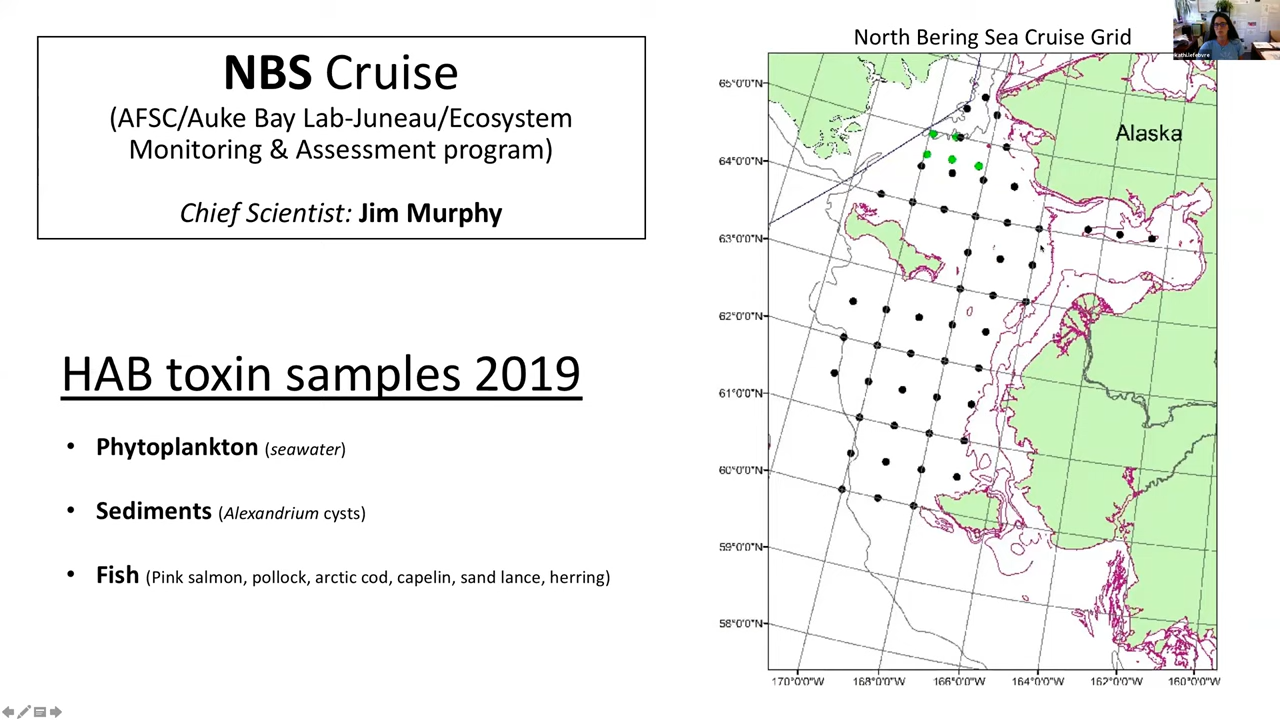 NBS Cruise
(AFSC/Auke Bay Lab-Juneau/Ecosystem
Monitoring & Assessment program)
Chief Scientist: Jim Murphy
HAB toxin samples 2019
• Phytoplankton (seawater)
• Sediments (Alexandrium cysts)
• Fish (Pink salmon, pollock, arctic cod, capelin, sand lance, herring)
North Bering Sea Cruise Grid
kathi.lefebvre
65°0'0"N
Alaska
64°0'0"N
63°0'0"N
62°0'0"N
61°0'0"N
60°0'0"N
59°0'0"N
58°0'0"N
170°0'0"W 168°0'0"W 166°0'0"W 164°0'0"W 162°0'0"W 160°0'0"W